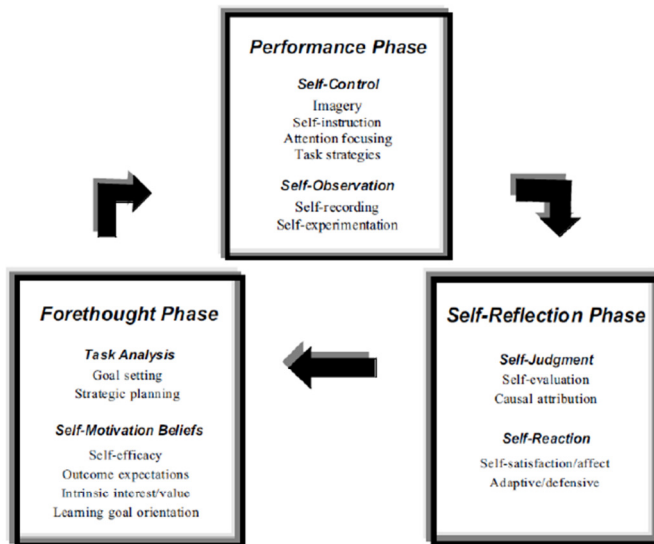 Performance Phase
Self-Control
Imagery
Self-instruction
Attention focusing
Task strategies
Self-Observation
Self-recording
Self-experimentation
Forethought Phase
Task Analysis
Goal setting
Strategic planning
Self-Motivation Beliefs
Self-efficacy
Outcome expectations
Intrinsic interest/value
Learning goal orientation
Self-Reflection Phase
Self-Judgment
Self-evaluation
Causal attribution
Self-Reaction
Self-satisfaction/affect
Adaptive/defensive